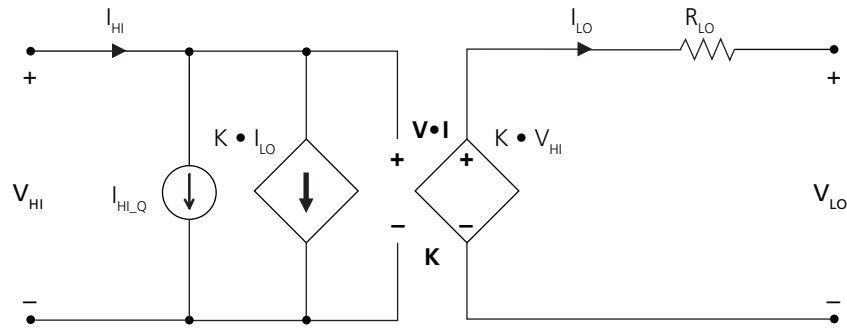 I_HI
I_LO
R_LO
+
+
K • I_LO
V•I
K • V_HI
+
+
V_HI
I_HI_Q
V_LO
–
–
K
–
–